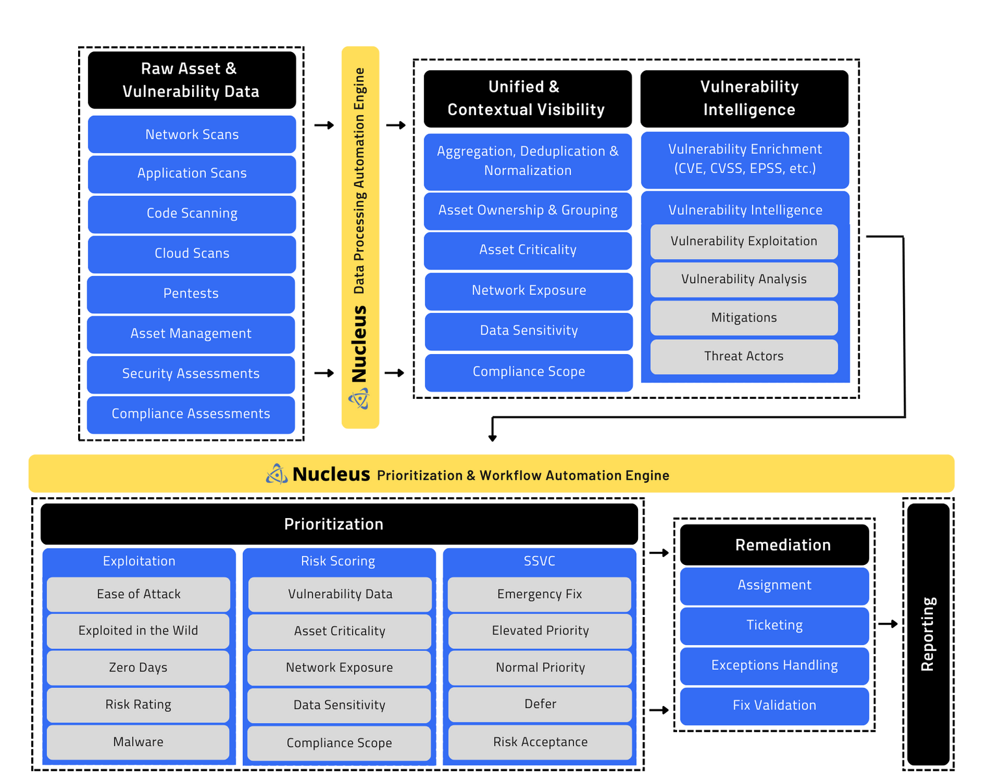 Raw Asset &
Vulnerability Data
Network Scans
Application Scans
Code Scanning
Cloud Scans
Pentests
Asset Management
Security Assessments
Compliance Assessments
Nucleus Data Processing Automation Engine
Unified &
Contextual Visibility
Aggregation, Deduplication &
Normalization
Asset Ownership & Grouping
Asset Criticality
Network Exposure
Data Sensitivity
Compliance Scope
Vulnerability
Intelligence
Vulnerability Enrichment
(CVE, CVSS, EPSS, etc.)
Vulnerability Intelligence
Vulnerability Exploitation
Vulnerability Analysis
Mitigations
Threat Actors
Nucleus Prioritization & Workflow Automation Engine
Prioritization
Exploitation
Ease of Attack
Exploited in the Wild
Zero Days
Risk Rating
Malware
Risk Scoring
Vulnerability Data
Asset Criticality
Network Exposure
Data Sensitivity
Compliance Scope
SSVC
Emergency Fix
Elevated Priority
Normal Priority
Defer
Risk Acceptance
Remediation
Assignment
Ticketing
Exceptions Handling
Fix Validation
Reporting